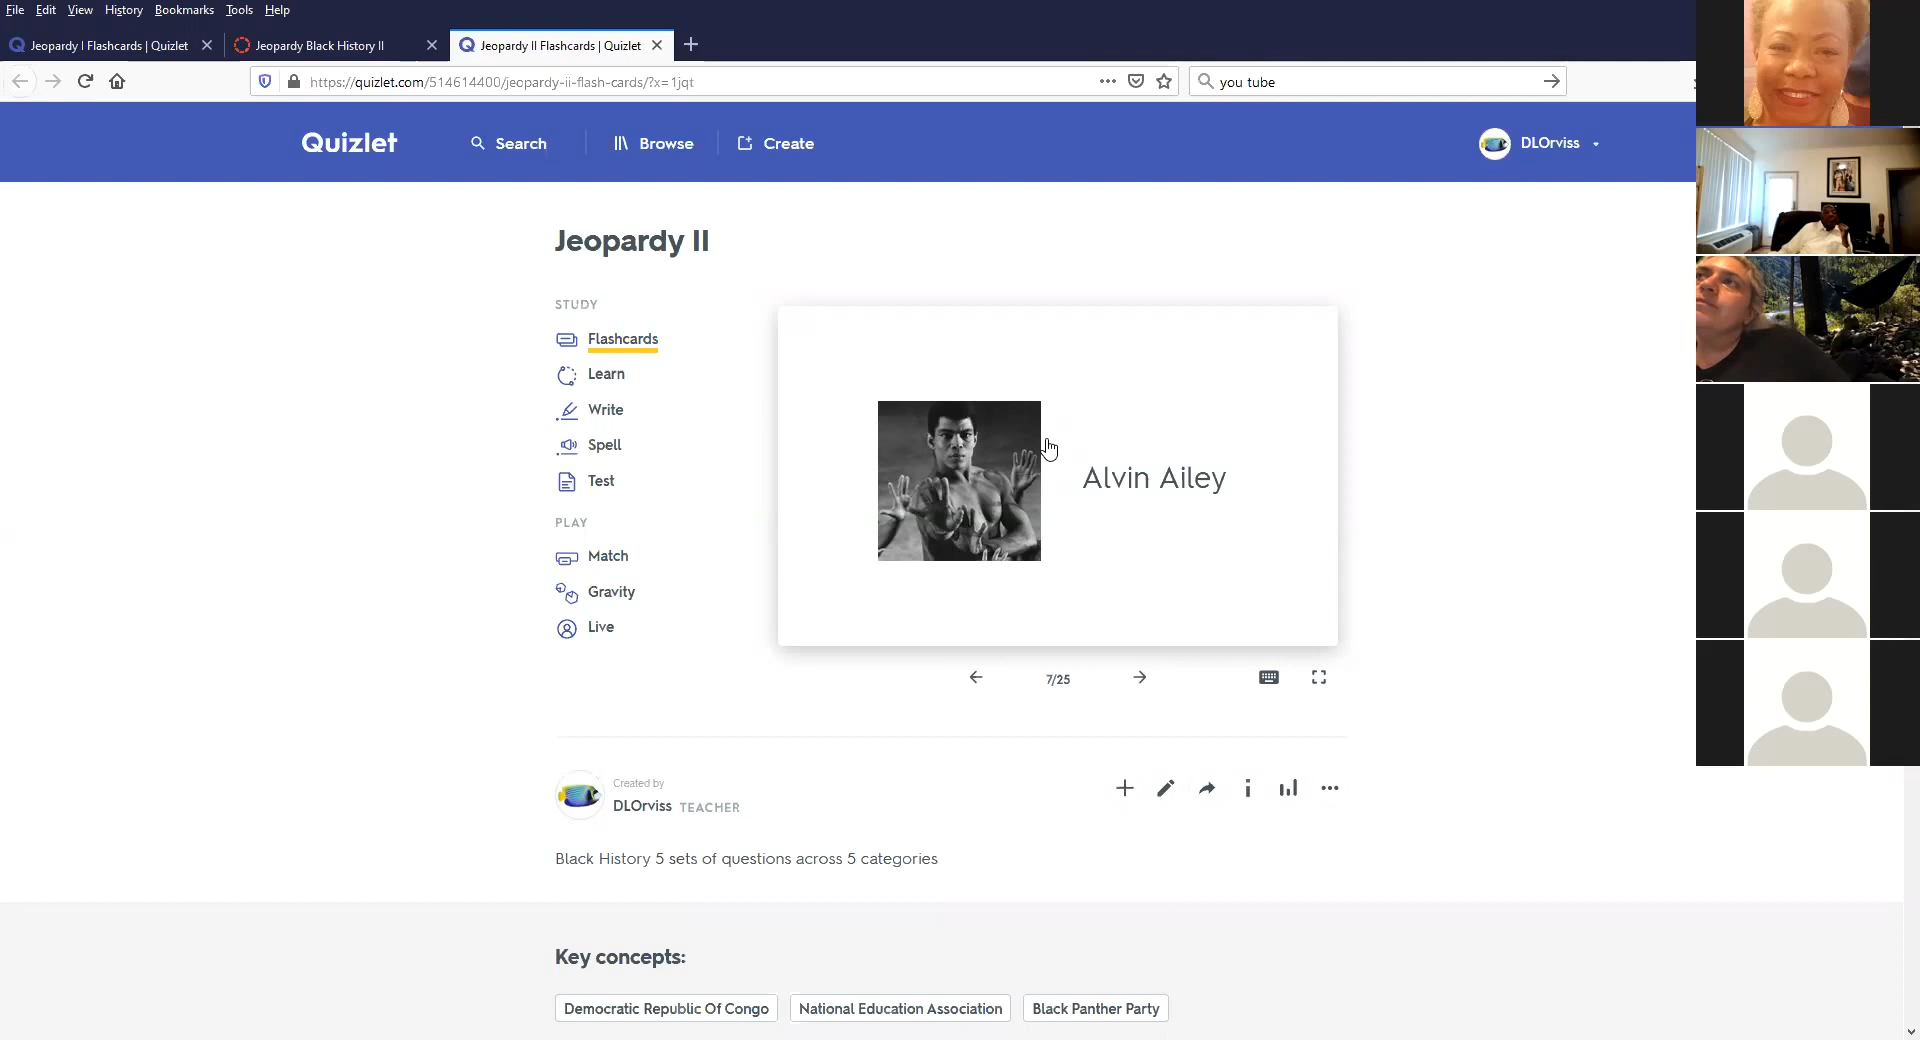 File Edit View History Bookmarks Tools Help
Jeopardy I Flashcards | Quizlet
Jeopardy Black History II
Jeopardy II Flashcards | Quizlet
https://quizlet.com/514614400/jeopardy-ii-flash-cards/?x=1jqt
you tube
Quizlet
Search
Browse
Create
DLOrviss
Jeopardy II
STUDY
Flashcards
Learn
Write
Spell
Test
PLAY
Match
Gravity
Live
Alvin Ailey
7/25
Created by
DLOrviss TEACHER
Black History 5 sets of questions across 5 categories
Key concepts:
Democratic Republic Of Congo
National Education Association
Black Panther Party